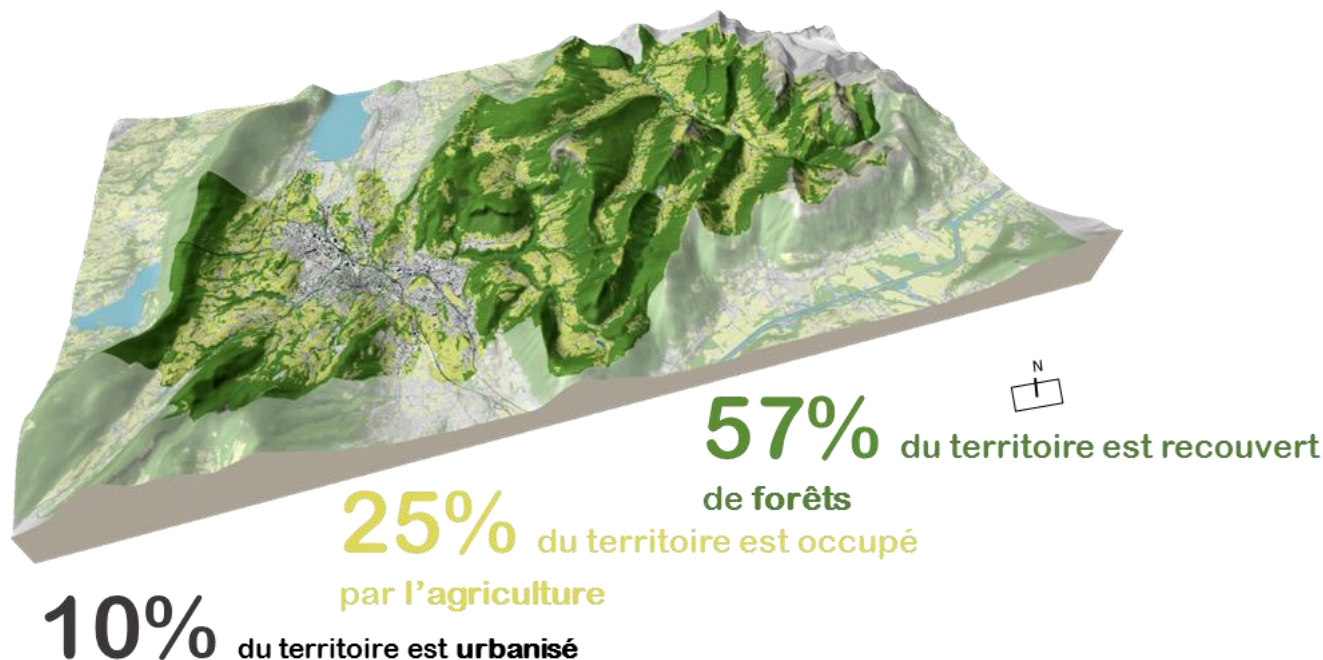 N
57% du territoire est recouvert
de forêts
25% du territoire est occupé
par l'agriculture
10% du territoire est urbanisé